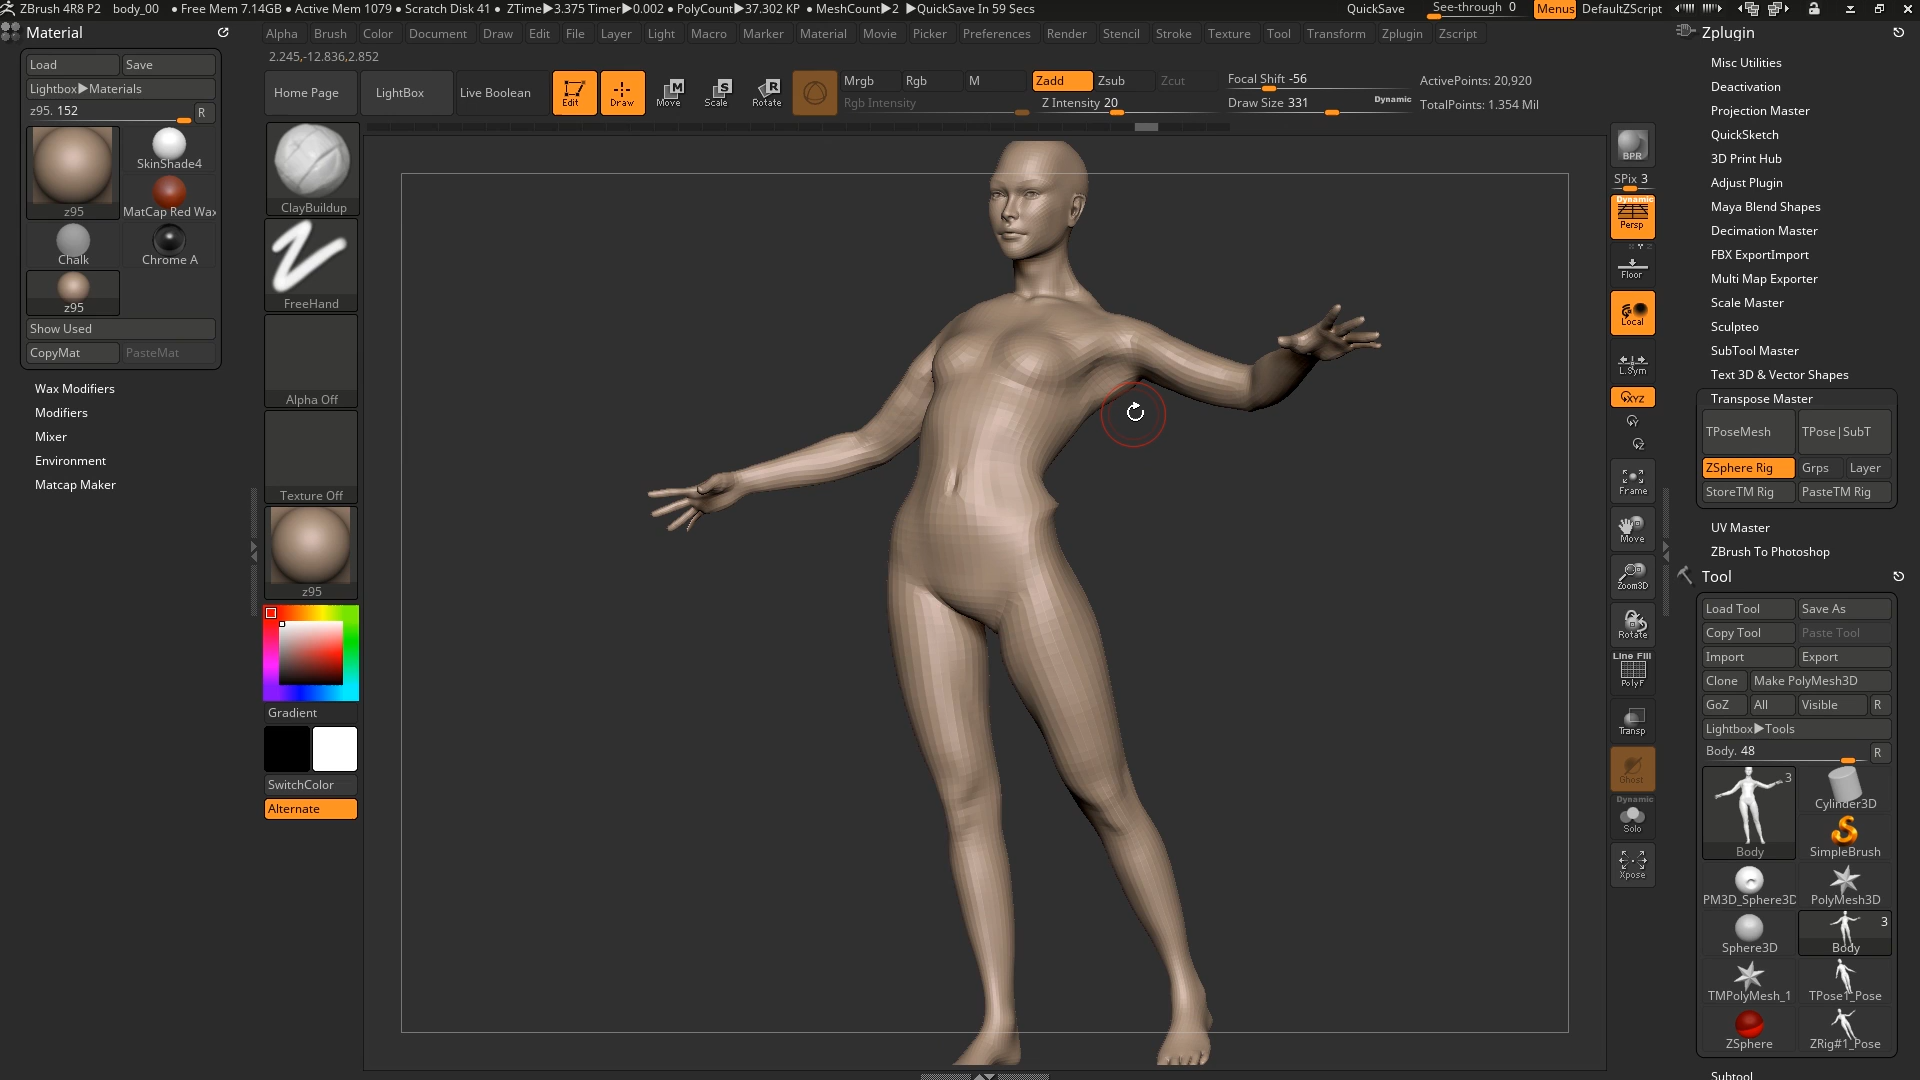 ZBrush 4R8 P2 body_00 ● Free Mem 7.14GB ● Active Mem 1079 ● Scratch Disk 41 ● ZTime▶3.375 Timer▶0.002 ● PolyCount▶37.302 KP ● MeshCount▶2 ▶QuickSave In 59 Secs QuickSave See-through 0 Menus DefaultZScript
Material
Alpha Brush Color Document Draw Edit File Layer Light Macro Marker Material Movie Picker Preferences Render Stencil Stroke Texture Tool Transform Zplugin Zscript
2.245,-12.836,2.852
Home Page LightBox Live Boolean Edit Draw Move Scale Rotate
M S R
Mrgb Rgb M Zadd Zsub Zcut
Rgb Intensity Z Intensity 20
Focal Shift -56
Draw Size 331 Dynamic
ActivePoints: 20,920
TotalPoints: 1.354 Mil
Load Save
Lightbox▶Materials
z95. 152 R
z95
SkinShade4
MatCap Red Wax
Chalk
Chrome A
z95
Show Used
CopyMat PasteMat
Wax Modifiers
Modifiers
Mixer
Environment
Matcap Maker
ClayBuildup
FreeHand
Alpha Off
Texture Off
z95
Gradient
SwitchColor
Alternate
BPR
SPix 3
Dynamic
Persp
Floor
Local
L.Sym
XYZ
Y
Z
Frame
Move
Zoom3D
Rotate
Line Fill
PolyF
Transp
Ghost
Dynamic
Solo
Xpose
Zplugin
Misc Utilities
Deactivation
Projection Master
QuickSketch
3D Print Hub
Adjust Plugin
Maya Blend Shapes
Decimation Master
FBX ExportImport
Multi Map Exporter
Scale Master
Sculpteo
SubTool Master
Text 3D & Vector Shapes
Transpose Master
TPoseMesh TPose|SubT
ZSphere Rig Grps Layer
StoreTM Rig PasteTM Rig
UV Master
ZBrush To Photoshop
Tool
Load Tool Save As
Copy Tool Paste Tool
Import Export
Clone Make PolyMesh3D
GoZ All Visible R
Lightbox▶Tools
Body. 48 R
3
Body
Cylinder3D
SimpleBrush
PM3D_Sphere3D PolyMesh3D
3
Sphere3D Body
TMPolyMesh_1 TPose1_Pose
ZSphere ZRig#1_Pose
Subtool